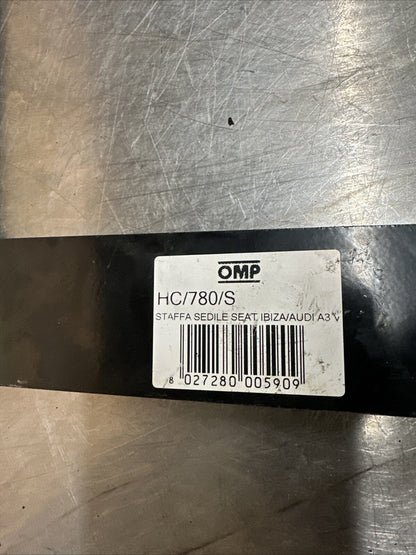 OMP
HC/780/S
STAFFA SEDILE SEAT IBIZA/AUDI A3 V
8 027280 005909